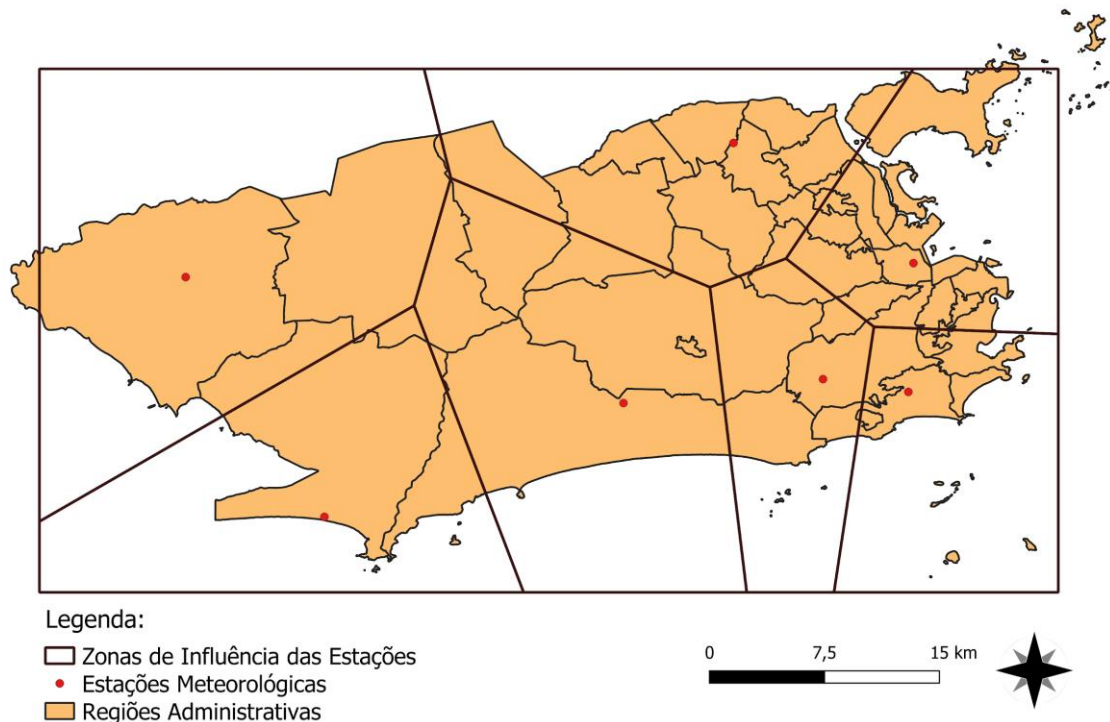 Legenda:
Zonas de Influência das Estações
Estações Meteorológicas
Regiões Administrativas
0 7,5 15 km